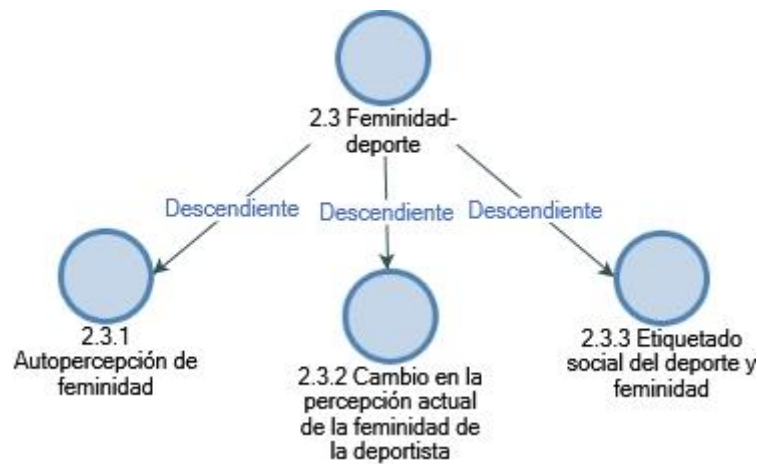 2.3 Feminidad-
deporte
Descendiente
Descendiente
Descendiente
2.3.1
Autopercepción de
feminidad
2.3.2 Cambio en la
percepción actual
de la feminidad de
la deportista
2.3.3 Etiquetado
social del deporte y
feminidad